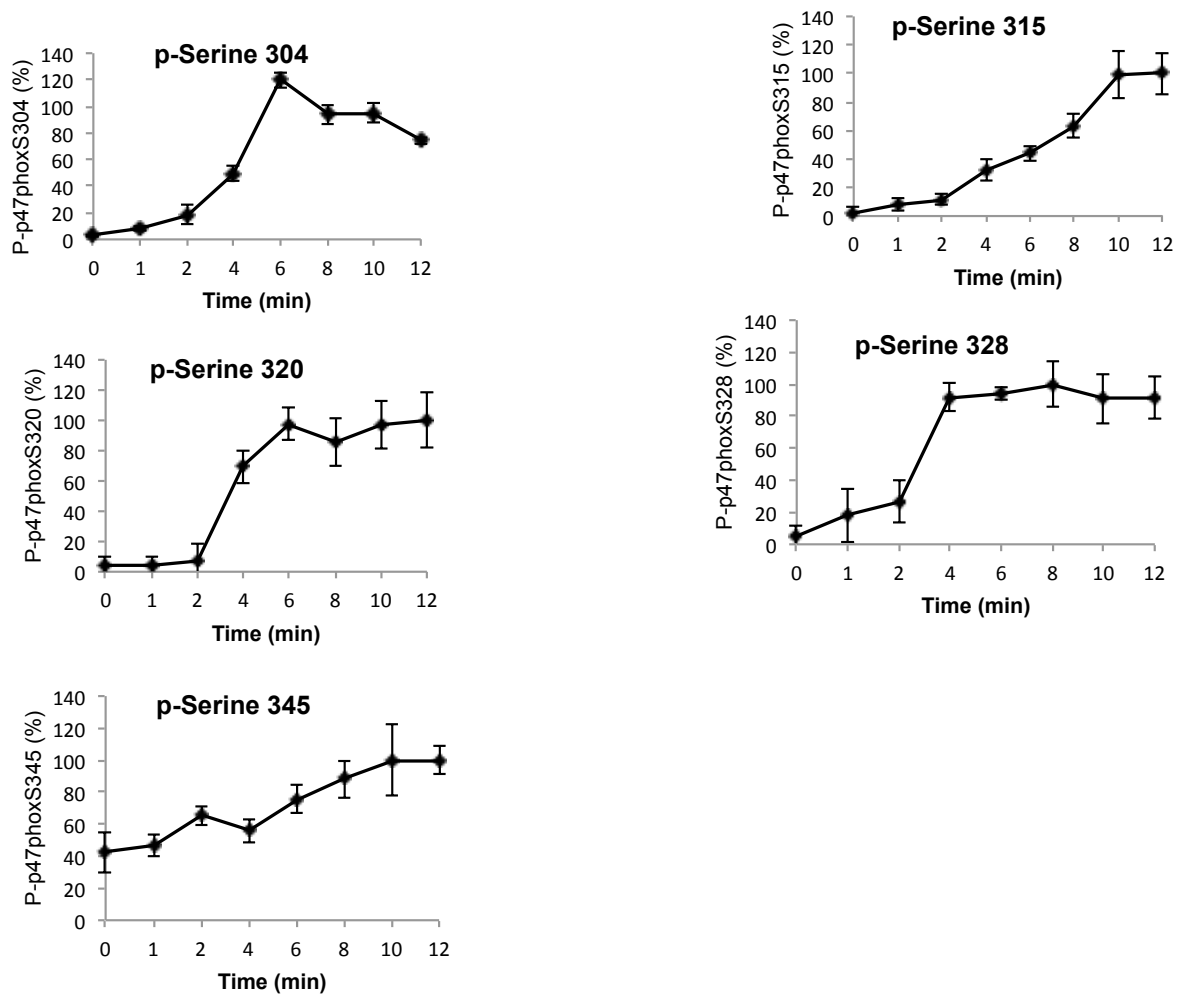 p-Serine 304
P-p47phoxS304 (%)
140
120
100
80
60
40
20
0
0 1 2 4 6 8 10 12
Time (min)
p-Serine 315
P-p47phoxS315 (%)
140
120
100
80
60
40
20
0
0 1 2 4 6 8 10 12
Time (min)
p-Serine 320
P-p47phoxS320 (%)
140
120
100
80
60
40
20
0
0 1 2 4 6 8 10 12
Time (min)
p-Serine 328
P-p47phoxS328 (%)
140
120
100
80
60
40
20
0
0 1 2 4 6 8 10 12
Time (min)
p-Serine 345
P-p47phoxS345 (%)
140
120
100
80
60
40
20
0
0 1 2 4 6 8 10 12
Time (min)